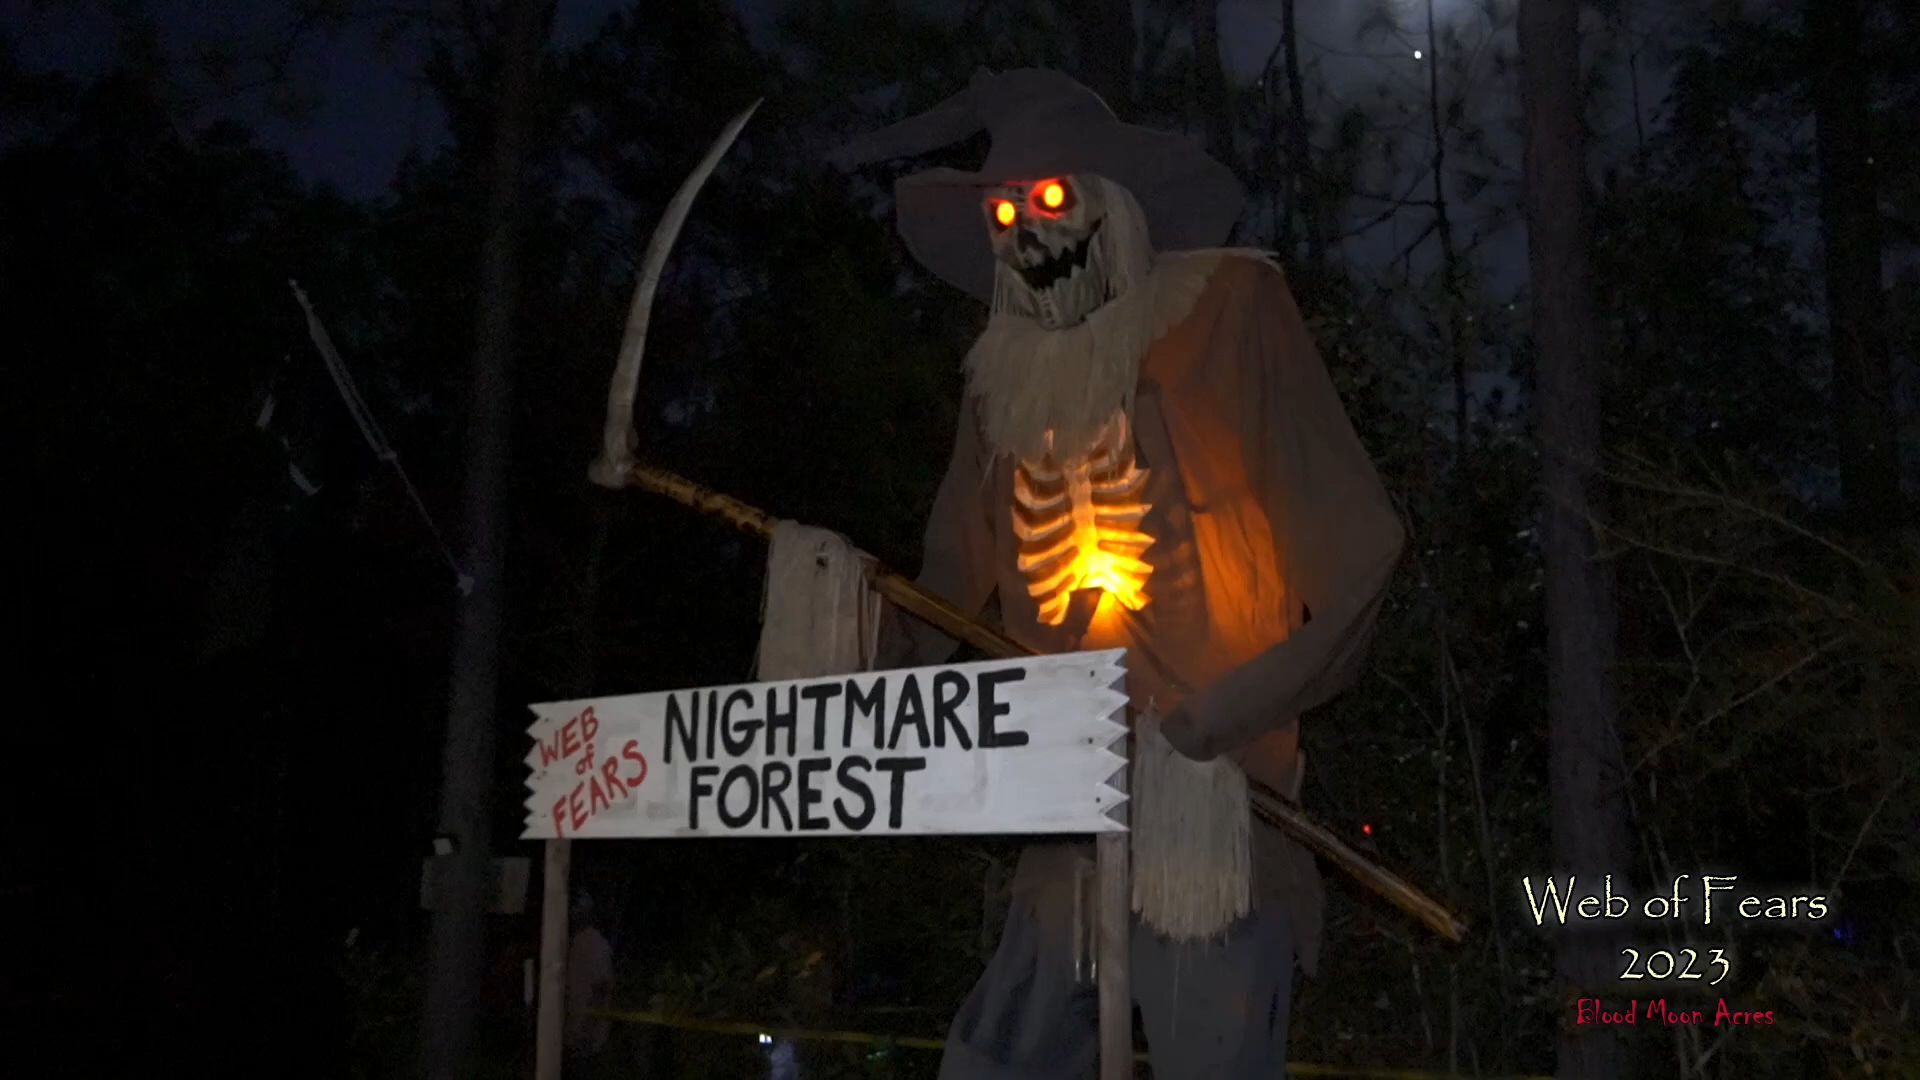 WEB
of
FEARS
NIGHTMARE
FOREST
Web of Fears
2023
Blood Moon Acres